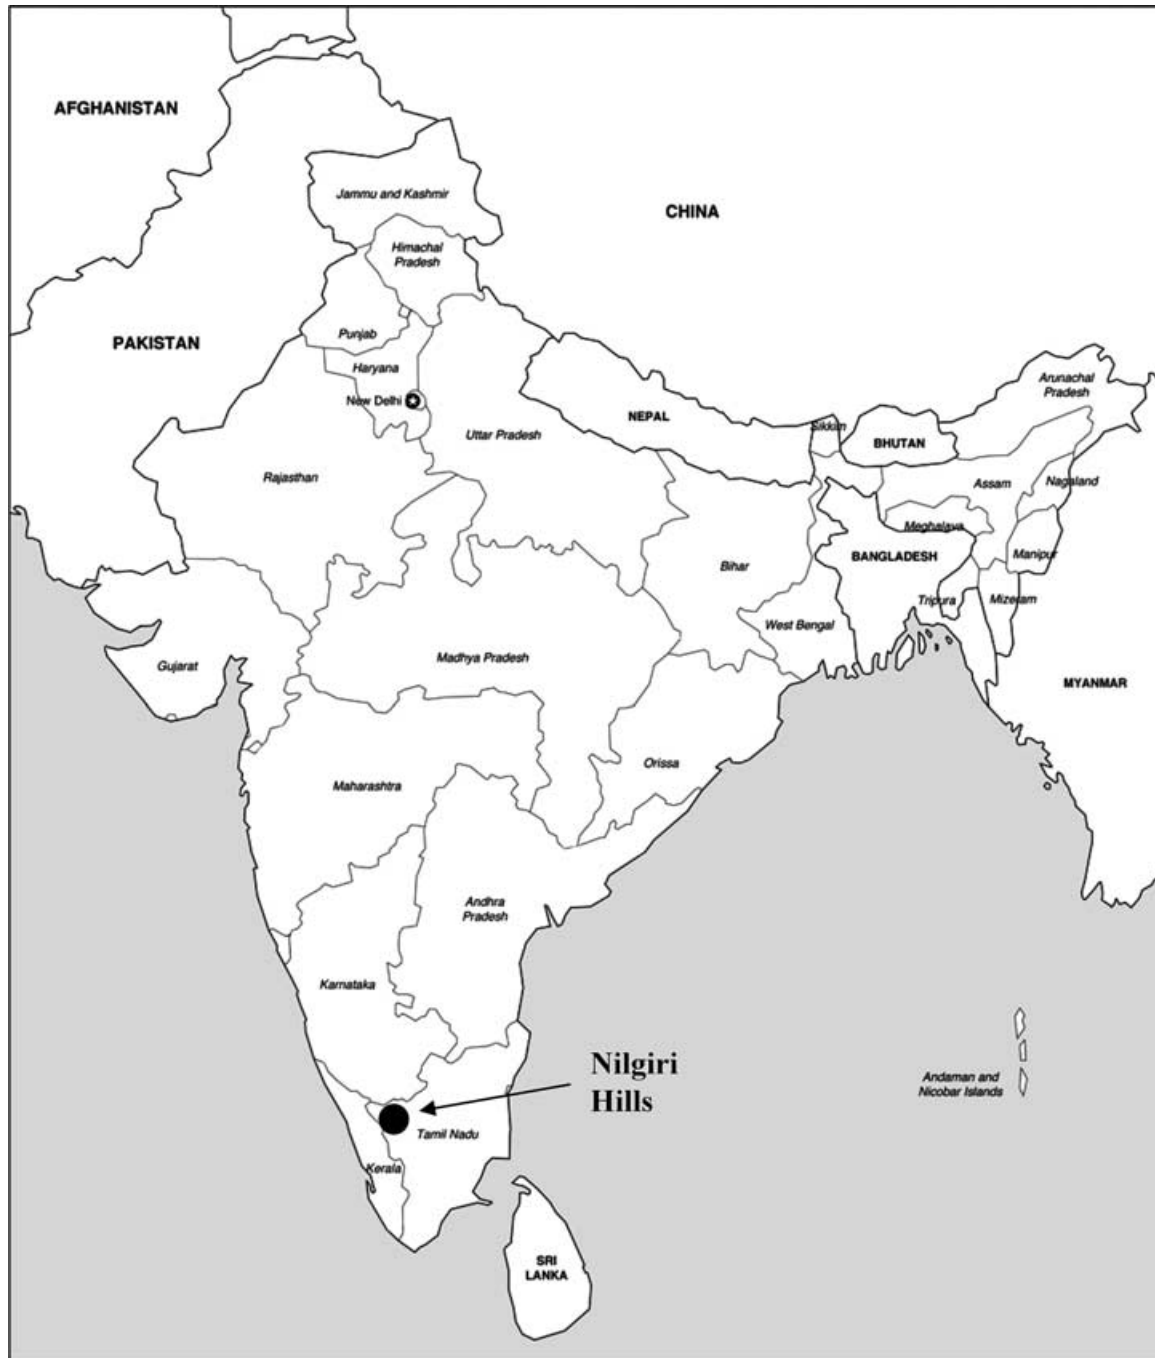 AFGHANISTAN
Jammu and Kashmir
CHINA
Himachal
Pradesh
Punjab
PAKISTAN
Haryana
New Delhi
Arunachal
Pradesh
NEPAL
Sikkim
BHUTAN
Uttar Pradesh
Rajasthan
Assam
Nagaland
Meghalaya
BANGLADESH
Manipur
Bihar
Tripura
Mizeram
West Bengal
Gujarat
Madhya Pradesh
MYANMAR
Orissa
Maharashtra
Andhra
Pradesh
Karnataka
Nilgiri
Hills
Andaman and
Nicobar Islands
Tamil Nadu
Kerala
SRI
LANKA